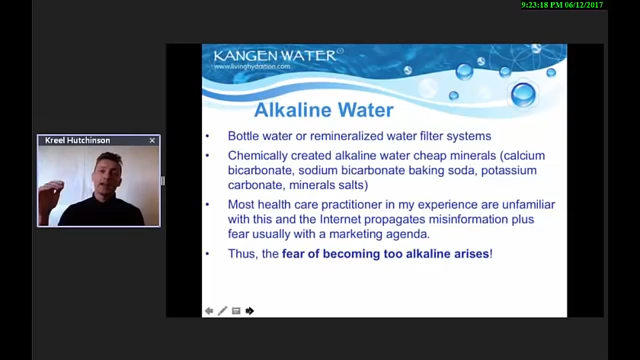 9:23:18 PM 06/12/2017
KANGEN WATER
www.livinghydration.com
Kreel Hutchinson
Alkaline Water
• Bottle water or remineralized water filter systems
• Chemically created alkaline water cheap minerals (calcium
bicarbonate, sodium bicarbonate baking soda, potassium
carbonate, minerals salts)
• Most health care practitioner in my experience are unfamiliar
with this and the Internet propagates misinformation plus
fear usually with a marketing agenda.
• Thus, the fear of becoming too alkaline arises!